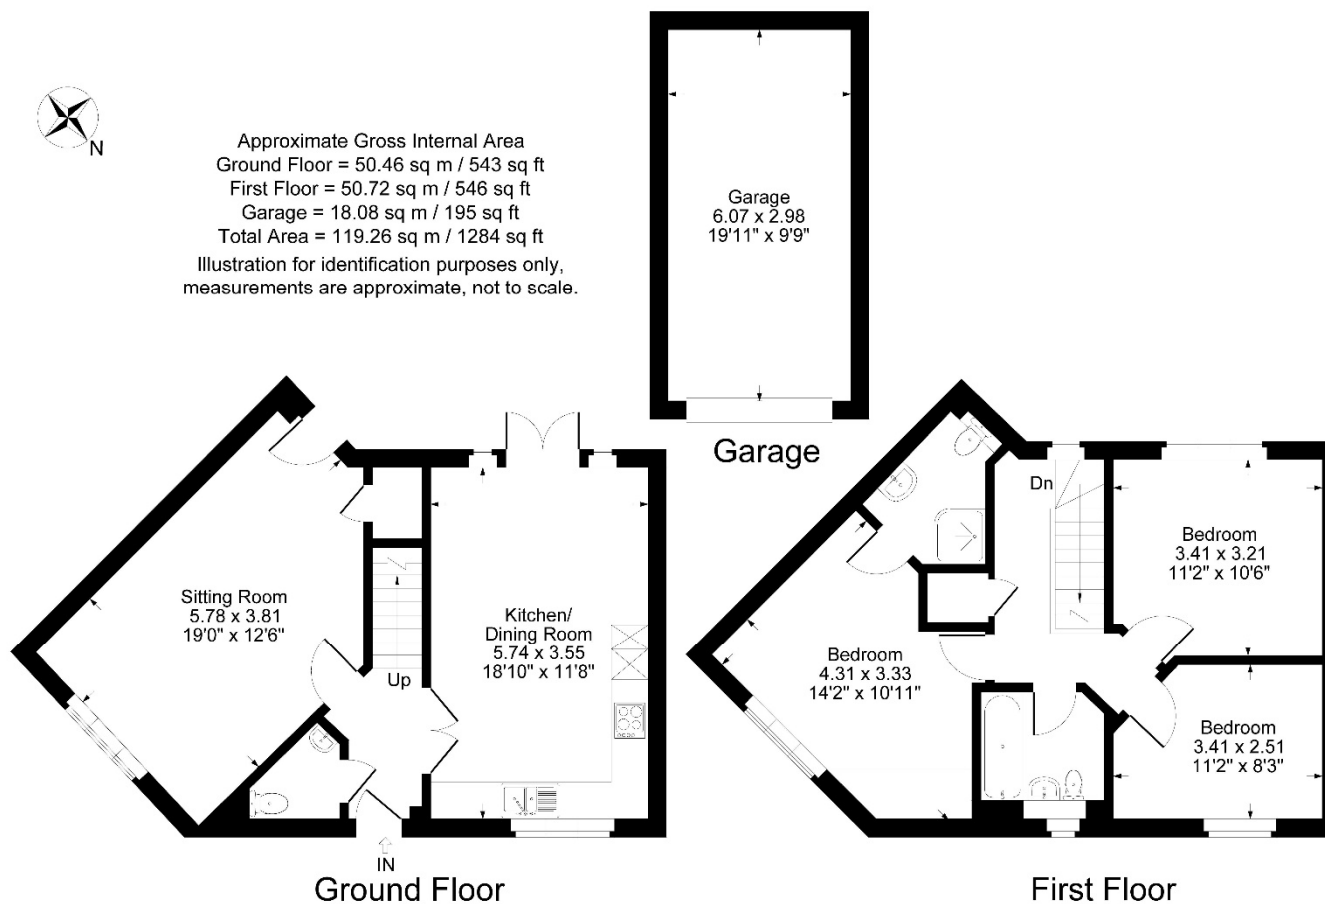 N
Approximate Gross Internal Area
Ground Floor = 50.46 sq m / 543 sq ft
First Floor = 50.72 sq m / 546 sq ft
Garage = 18.08 sq m / 195 sq ft
Total Area = 119.26 sq m / 1284 sq ft
Illustration for identification purposes only,
measurements are approximate, not to scale.
Garage
6.07 x 2.98
19'11" x 9'9"
Garage
Sitting Room
5.78 x 3.81
19'0" x 12'6"
Up
Kitchen/
Dining Room
5.74 x 3.55
18'10" x 11'8"
IN
Ground Floor
Dn
Bedroom
3.41 x 3.21
11'2" x 10'6"
Bedroom
4.31 x 3.33
14'2" x 10'11"
Bedroom
3.41 x 2.51
11'2" x 8'3"
First Floor